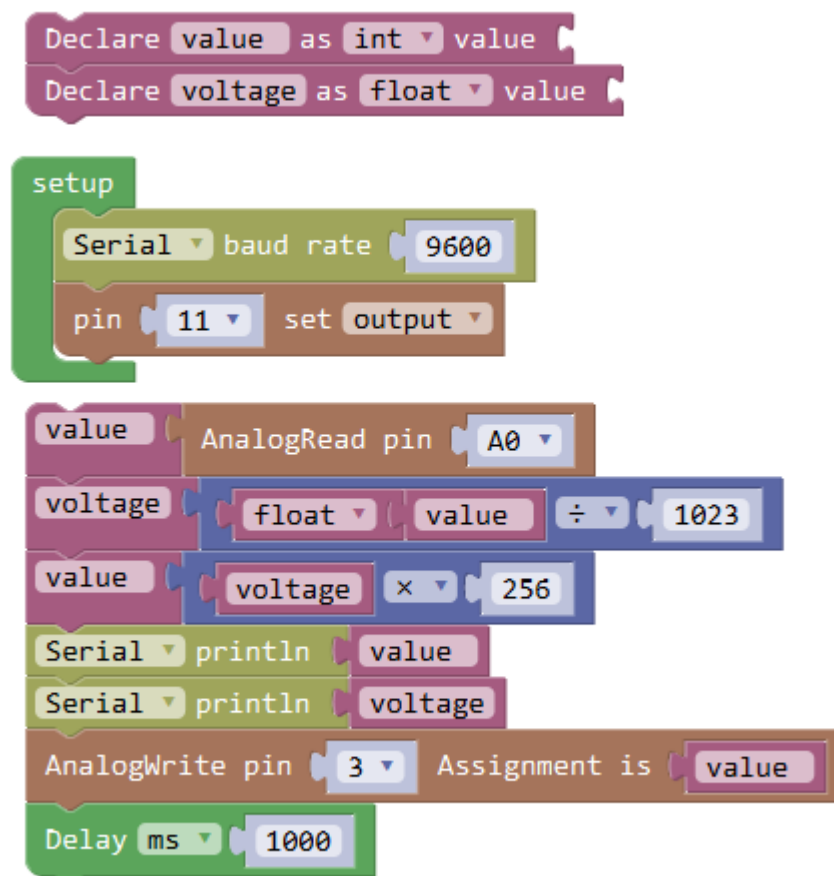 Declare value as int value
Declare voltage as float value
setup
Serial baud rate 9600
pin 11 set output
value AnalogRead pin A0
voltage float value ÷ 1023
value voltage × 256
Serial println value
Serial println voltage
AnalogWrite pin 3 Assignment is value
Delay ms 1000